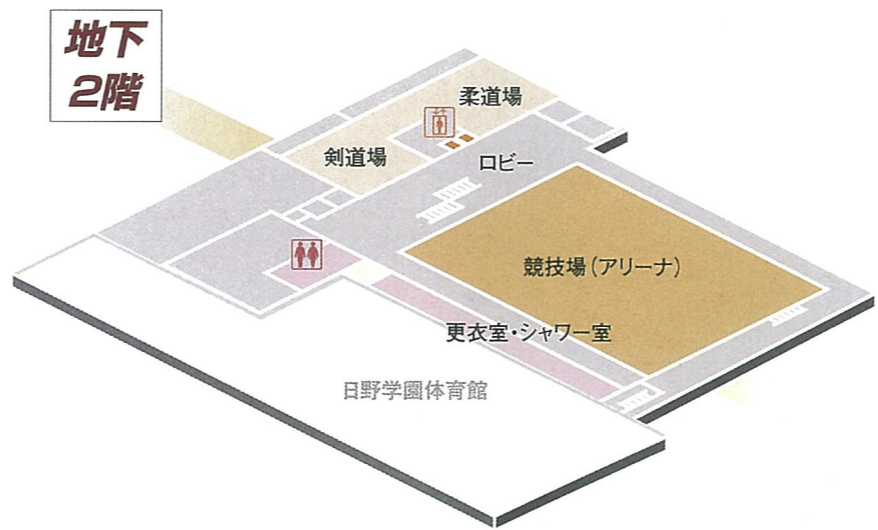 地下
2階
柔道場
剣道場
ロビー
競技場(アリーナ)
更衣室・シャワー室
日野学園体育館